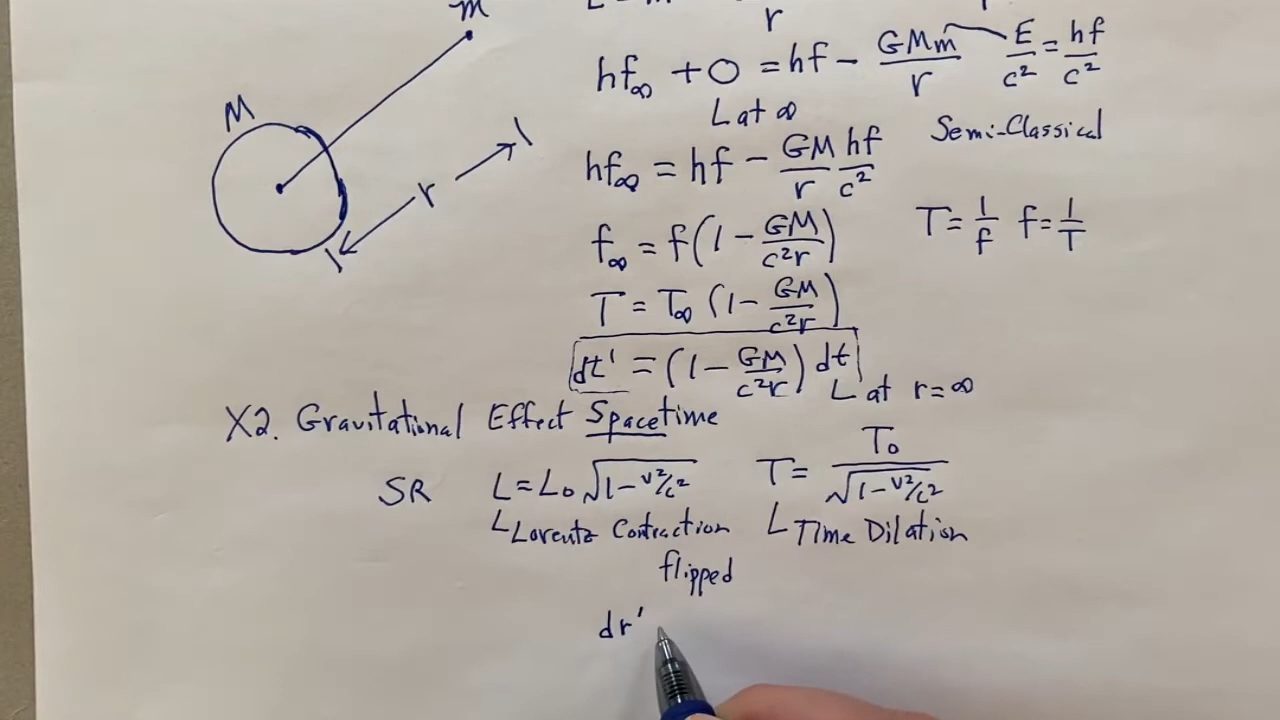 m
r
hf∞ + 0 = hf - GMm/r E/c² = hf/c²
L at ∞
Semi-Classical
M
hf∞ = hf - GM/r hf/c²
r
f∞ = f(1 - GM/c²r) T = 1/f f = 1/T
T = T∞ (1 - GM/c²r)
dt' = (1 - GM/c²r) dt
L at r = ∞
X2. Gravitational Effect Spacetime
SR L = L₀ √1 - v²/c² T = T₀/√1 - v²/c²
L Lorentz Contraction L Time Dilation
flipped
dr'